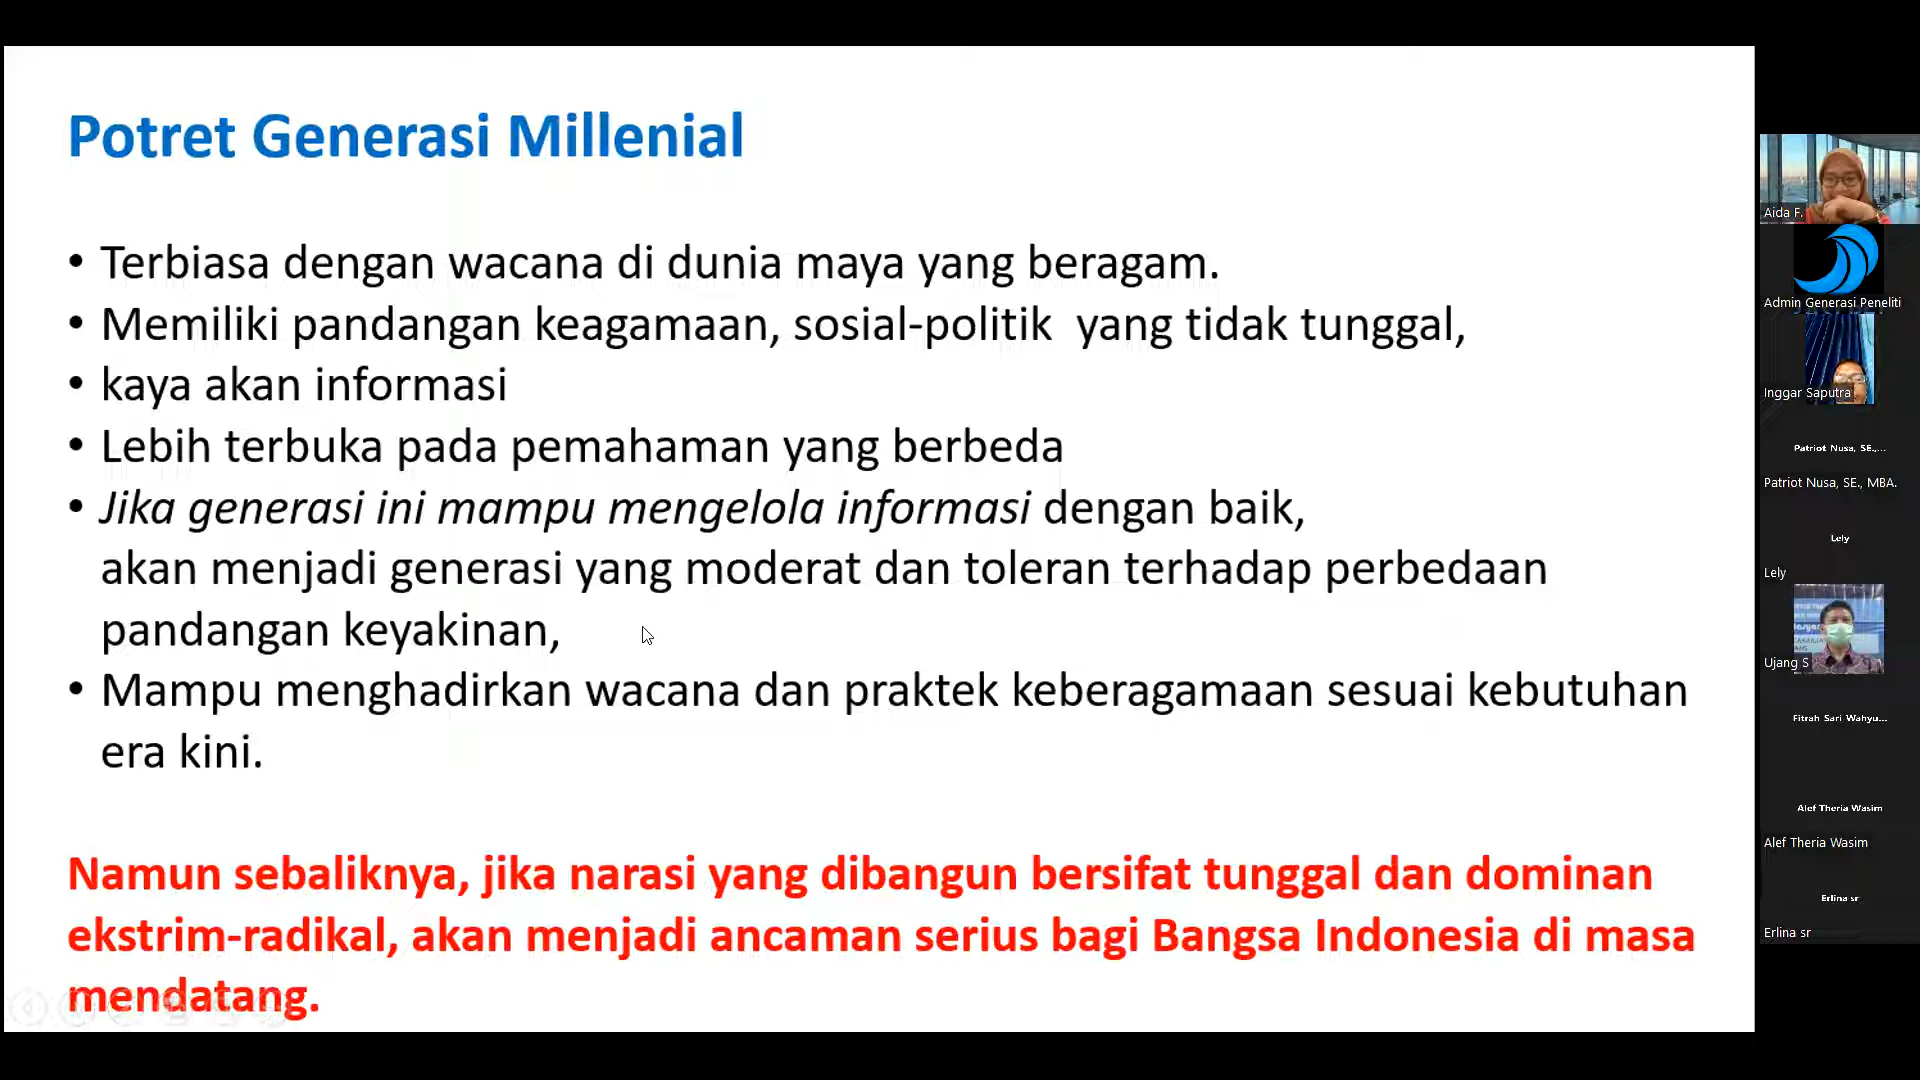 Potret Generasi Millenial
• Terbiasa dengan wacana di dunia maya yang beragam.
• Memiliki pandangan keagamaan, sosial-politik yang tidak tunggal,
• kaya akan informasi
• Lebih terbuka pada pemahaman yang berbeda
• Jika generasi ini mampu mengelola informasi dengan baik,
akan menjadi generasi yang moderat dan toleran terhadap perbedaan
pandangan keyakinan,
• Mampu menghadirkan wacana dan praktek keberagamaan sesuai kebutuhan
era kini.
Namun sebaliknya, jika narasi yang dibangun bersifat tunggal dan dominan
ekstrim-radikal, akan menjadi ancaman serius bagi Bangsa Indonesia di masa
mendatang.
Aida F.
Admin Generasi Peneliti
Inggar Saputra
Patriot Nusa, SE.,...
Patriot Nusa, SE., MBA.
Lely
Lely
Ujang S
Fitrah Sari Wahyu...
Alef Theria Wasim
Alef Theria Wasim
Erlina sr
Erlina sr